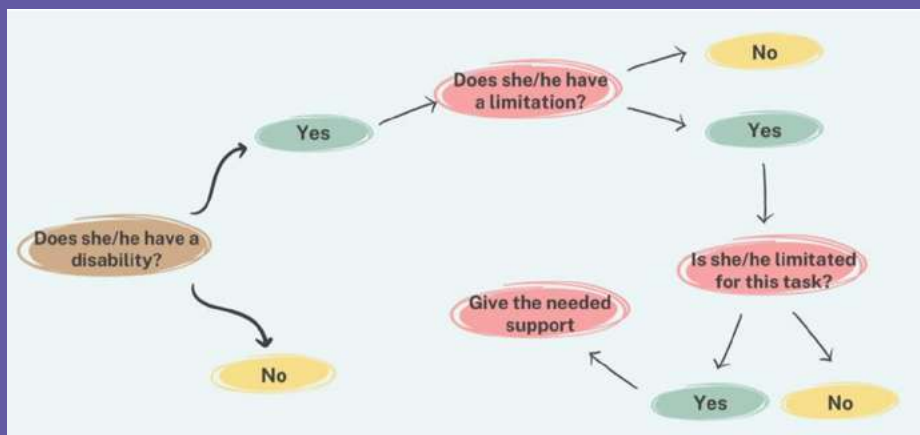 Does she/he have a
disability?
Yes
No
Does she/he have
a limitation?
No
Yes
Is she/he limitated
for this task?
Yes
No
Give the needed
support